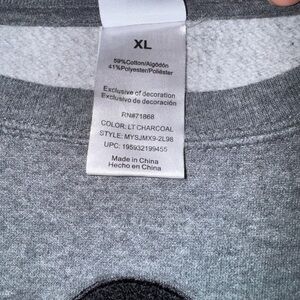 XL
59%Cotton/Algodón
41%Polyester/Poliéster
Exclusive of decoration
Exclusivo de decoración
RN#71868
COLOR: LT CHARCOAL
STYLE: MYSJMX9-2L98
UPC: 195932199455
Made in China
Hecho en China